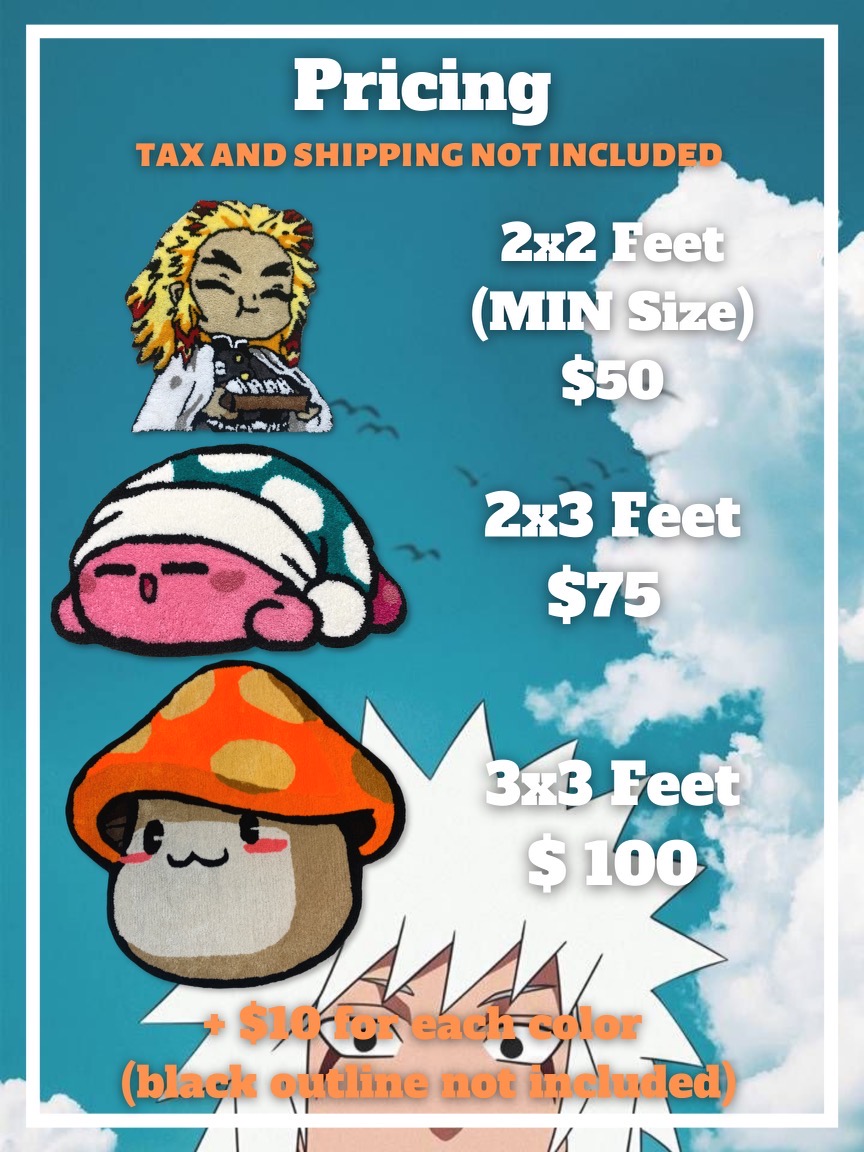 Pricing
TAX AND SHIPPING NOT INCLUDED
2x2 Feet
(MIN Size)
$50
2x3 Feet
$75
3x3 Feet
$ 100
+ $10 for each color
(black outline not included)